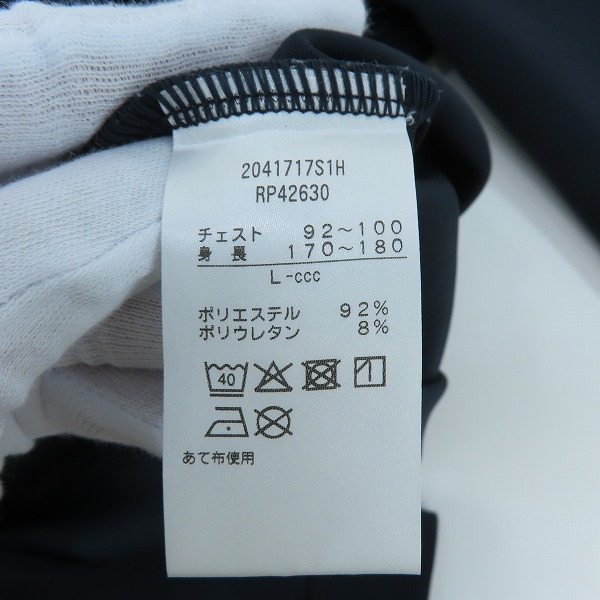 2041717S1H
RP42630
チェスト 92～100
身長 170～180
L-ccc
ポリエステル 92%
ポリウレタン 8%
40
あて布使用